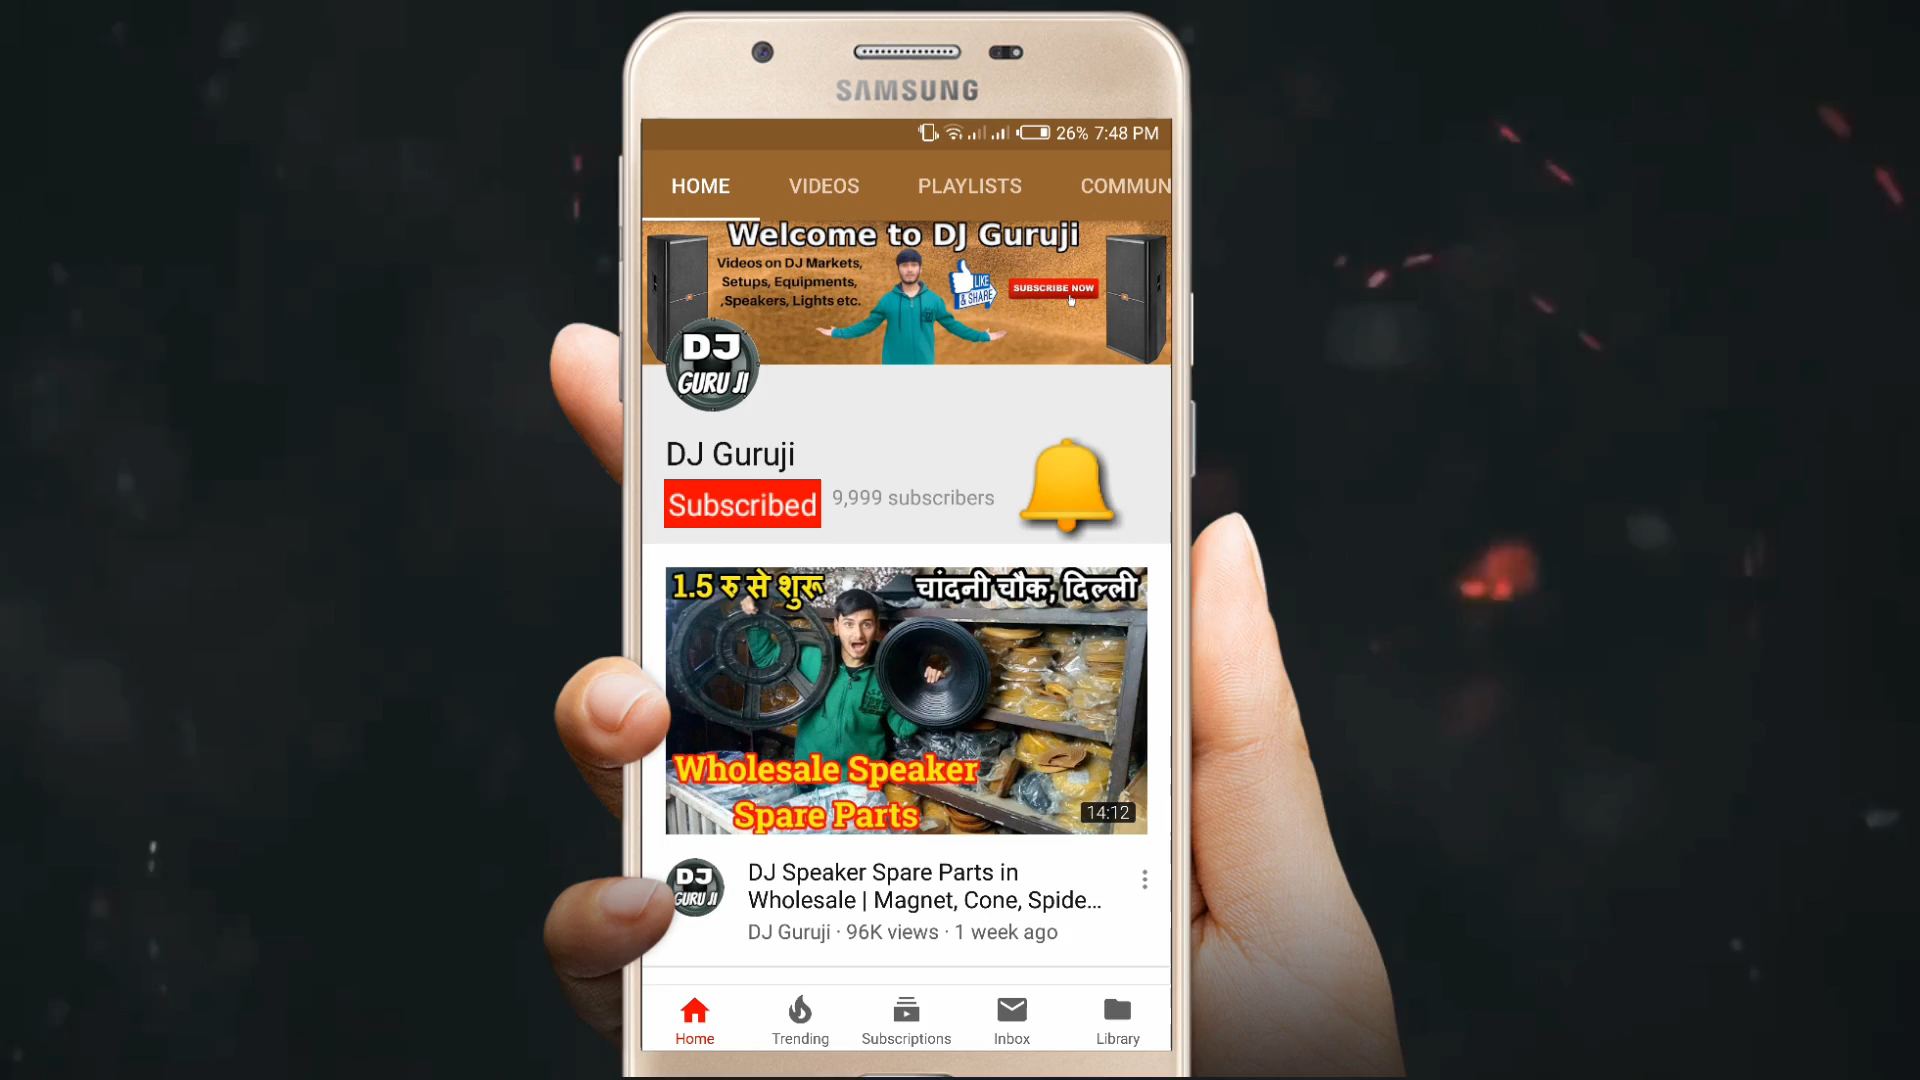 SAMSUNG
26% 7:48 PM
HOME VIDEOS PLAYLISTS COMMUN
Welcome to DJ Guruji
Videos on DJ Markets,
Setups, Equipments,
,Speakers, Lights etc.
LIKE
& SHARE
SUBSCRIBE NOW
DJ
GURU JI
DJ Guruji
Subscribed 9,999 subscribers
1.5 रु से शुरू चांदनी चौक, दिल्ली
Wholesale Speaker
Spare Parts
14:12
DJ
GURU JI
DJ Speaker Spare Parts in
Wholesale | Magnet, Cone, Spide...
DJ Guruji · 96K views · 1 week ago
Home Trending Subscriptions Inbox Library